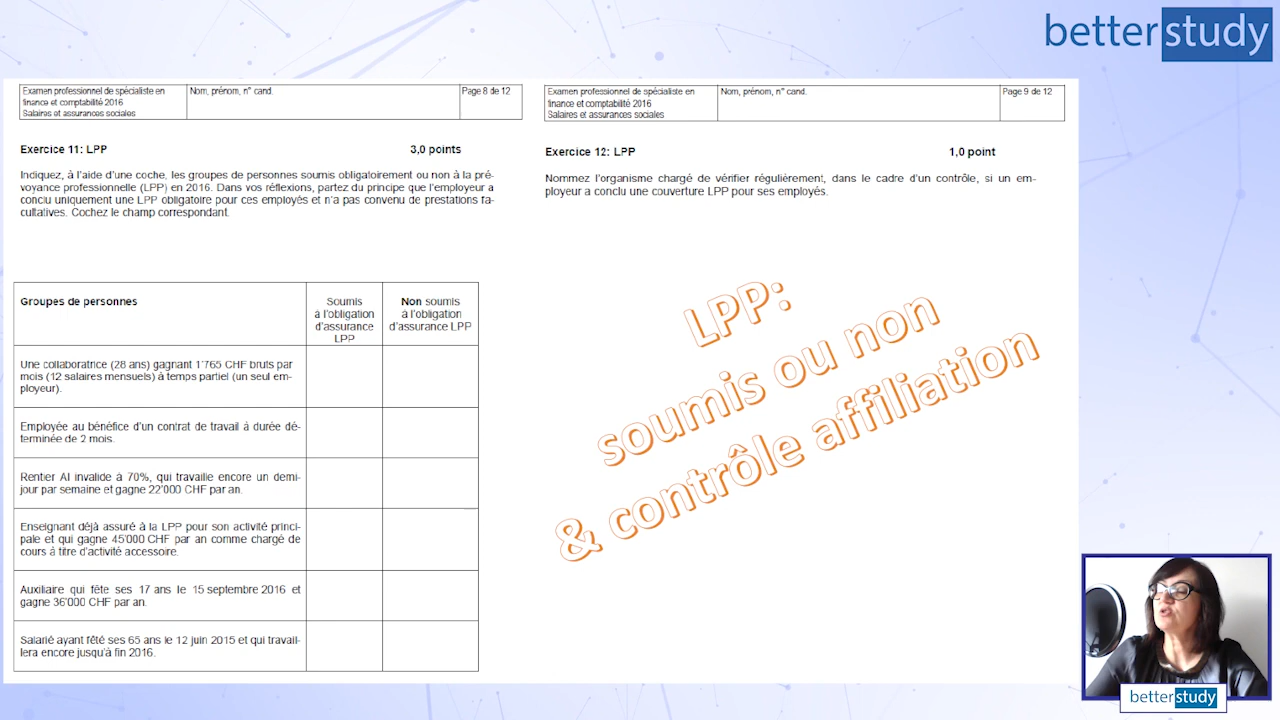 betterstudy
Examen professionnel de spécialiste en
finance et comptabilité 2016
Salaires et assurances sociales
Nom, prénom, n° cand.
Page 8 de 12
Exercice 11: LPP
3,0 points
Indiquez, à l'aide d'une coche, les groupes de personnes soumis obligatoirement ou non à la pré-
voyance professionnelle (LPP) en 2016. Dans vos réflexions, partez du principe que l'employeur a
conclu uniquement une LPP obligatoire pour ces employés et n'a pas convenu de prestations fa-
cultatives. Cochez le champ correspondant.
Groupes de personnes
Soumis
à l'obligation
d'assurance
LPP
Non soumis
à l'obligation
d'assurance LPP
Une collaboratrice (28 ans) gagnant 1'765 CHF bruts par
mois (12 salaires mensuels) à temps partiel (un seul em-
ployeur).
Employée au bénéfice d'un contrat de travail à durée dé-
terminée de 2 mois.
Rentier AI invalide à 70%, qui travaille encore un demi-
jour par semaine et gagne 22'000 CHF par an.
Enseignant déjà assuré à la LPP pour son activité princi-
pale et qui gagne 45'000 CHF par an comme chargé de
cours à titre d'activité accessoire.
Auxiliaire qui fête ses 17 ans le 15 septembre 2016 et
gagne 36'000 CHF par an.
Salarié ayant fêté ses 65 ans le 12 juin 2015 et qui travail-
lera encore jusqu'à fin 2016.
Examen professionnel de spécialiste en
finance et comptabilité 2016
Salaires et assurances sociales
Nom, prénom, n° cand.
Page 9 de 12
Exercice 12: LPP
1,0 point
Nommez l'organisme chargé de vérifier régulièrement, dans le cadre d'un contrôle, si un em-
ployeur a conclu une couverture LPP pour ses employés.
LPP:
soumis ou non
& contrôle affiliation
betterstudy